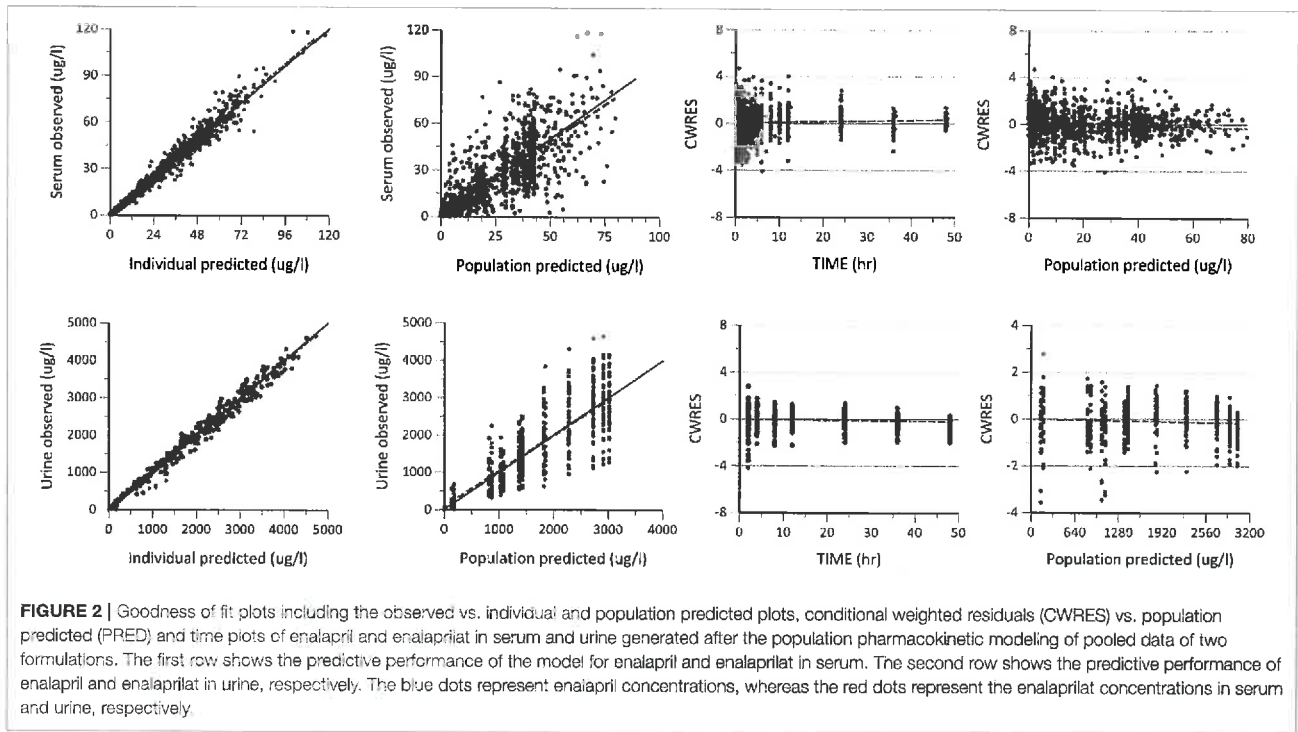 120
90
60
30
0
Serum observed (ug/l)
0 24 48 72 96 120
Individual predicted (ug/l)
120
90
60
30
0
Serum observed (ug/l)
0 25 50 75 100
Population predicted (ug/l)
8
4
0
-4
-8
CWRES
0 10 20 30 40 50
TIME (hr)
8
4
0
-4
-8
CWRES
0 20 40 60 80
Population predicted (ug/l)
5000
4000
3000
2000
1000
0
Urine observed (ug/l)
0 1000 2000 3000 4000 5000
Individual predicted (ug/l)
5000
4000
3000
2000
1000
0
Urine observed (ug/l)
0 1000 2000 3000 4000
Population predicted (ug/l)
8
4
0
-4
-8
CWRES
0 10 20 30 40 50
TIME (hr)
4
2
0
-2
-4
CWRES
0 640 1289 1920 2560 3200
Population predicted (ug/l)
FIGURE 2 | Goodness of fit plots including the observed vs. individual and population predicted plots, conditional weighted residuals (CWRES) vs. population
predicted (PRED) and time plots of enalapril and enalaprilat in serum and urine generated after the population pharmacokinetic modeling of pooled data of two
formulations. The first row shows the predictive performance of the model for enalapril and enalaprilat in serum. The second row shows the predictive performance of
enalapril and enalaprilat in urine, respectively. The blue dots represent enalapril concentrations, whereas the red dots represent the enalaprilat concentrations in serum
and urine, respectively.